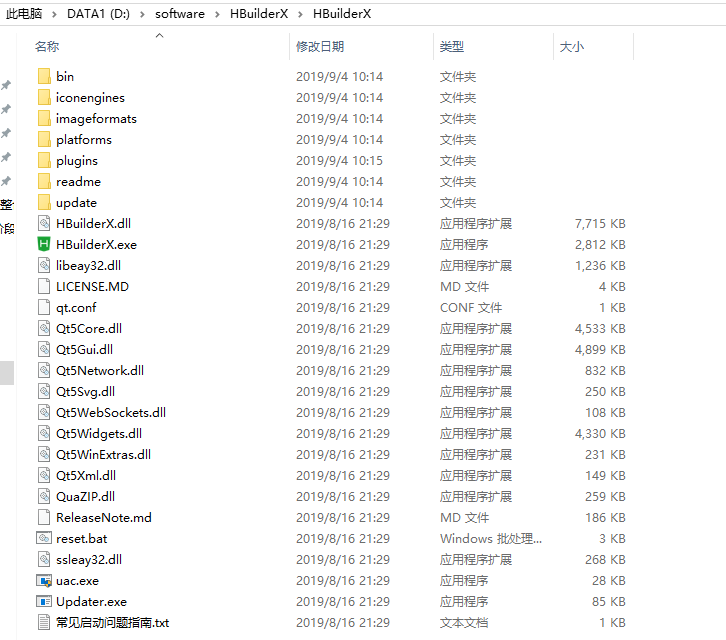 此电脑 > DATA1 (D:) > software > HBuilderX > HBuilderX
名称 修改日期 类型 大小
bin 2019/9/4 10:14 文件夹
iconengines 2019/9/4 10:14 文件夹
imageformats 2019/9/4 10:14 文件夹
platforms 2019/9/4 10:14 文件夹
plugins 2019/9/4 10:15 文件夹
readme 2019/9/4 10:14 文件夹
整 update 2019/9/4 10:14 文件夹
阶段 HBuilderX.dll 2019/8/16 21:29 应用程序扩展 7,715 KB
HBuilderX.exe 2019/8/16 21:29 应用程序 2,812 KB
libeay32.dll 2019/8/16 21:29 应用程序扩展 1,236 KB
LICENSE.MD 2019/8/16 21:29 MD 文件 4 KB
qt.conf 2019/8/16 21:29 CONF 文件 1 KB
Qt5Core.dll 2019/8/16 21:29 应用程序扩展 4,533 KB
Qt5Gui.dll 2019/8/16 21:29 应用程序扩展 4,899 KB
Qt5Network.dll 2019/8/16 21:29 应用程序扩展 832 KB
Qt5Svg.dll 2019/8/16 21:29 应用程序扩展 250 KB
Qt5WebSockets.dll 2019/8/16 21:29 应用程序扩展 108 KB
Qt5Widgets.dll 2019/8/16 21:29 应用程序扩展 4,330 KB
Qt5WinExtras.dll 2019/8/16 21:29 应用程序扩展 231 KB
Qt5Xml.dll 2019/8/16 21:29 应用程序扩展 149 KB
QuaZIP.dll 2019/8/16 21:29 应用程序扩展 259 KB
ReleaseNote.md 2019/8/16 21:29 MD 文件 186 KB
reset.bat 2019/8/16 21:29 Windows 批处理... 3 KB
ssleay32.dll 2019/8/16 21:29 应用程序扩展 268 KB
uac.exe 2019/8/16 21:29 应用程序 28 KB
Updater.exe 2019/8/16 21:29 应用程序 85 KB
常见启动问题指南.txt 2019/8/16 21:29 文本文档 1 KB